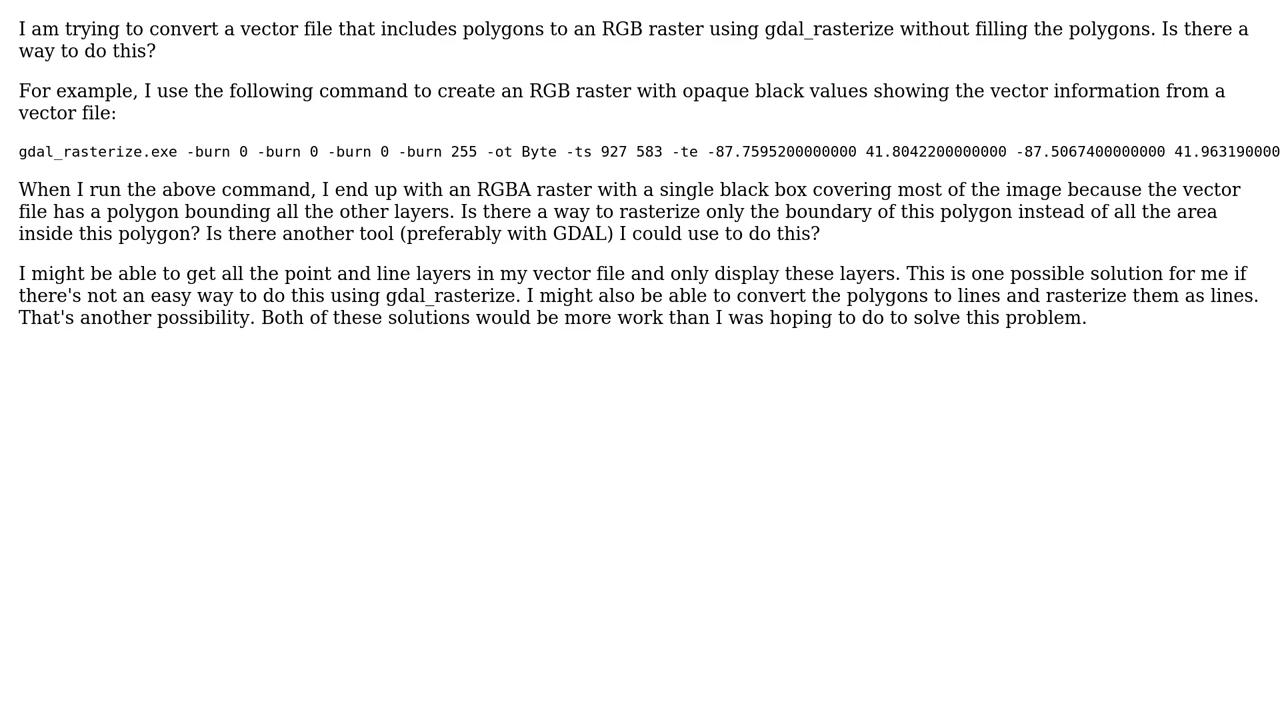 I am trying to convert a vector file that includes polygons to an RGB raster using gdal_rasterize without filling the polygons. Is there a
way to do this?
For example, I use the following command to create an RGB raster with opaque black values showing the vector information from a
vector file:
gdal_rasterize.exe -burn 0 -burn 0 -burn 0 -burn 255 -ot Byte -ts 927 583 -te -87.7595200000000 41.8042200000000 -87.5067400000000 41.963190000
When I run the above command, I end up with an RGBA raster with a single black box covering most of the image because the vector
file has a polygon bounding all the other layers. Is there a way to rasterize only the boundary of this polygon instead of all the area
inside this polygon? Is there another tool (preferably with GDAL) I could use to do this?
I might be able to get all the point and line layers in my vector file and only display these layers. This is one possible solution for me if
there's not an easy way to do this using gdal_rasterize. I might also be able to convert the polygons to lines and rasterize them as lines.
That's another possibility. Both of these solutions would be more work than I was hoping to do to solve this problem.